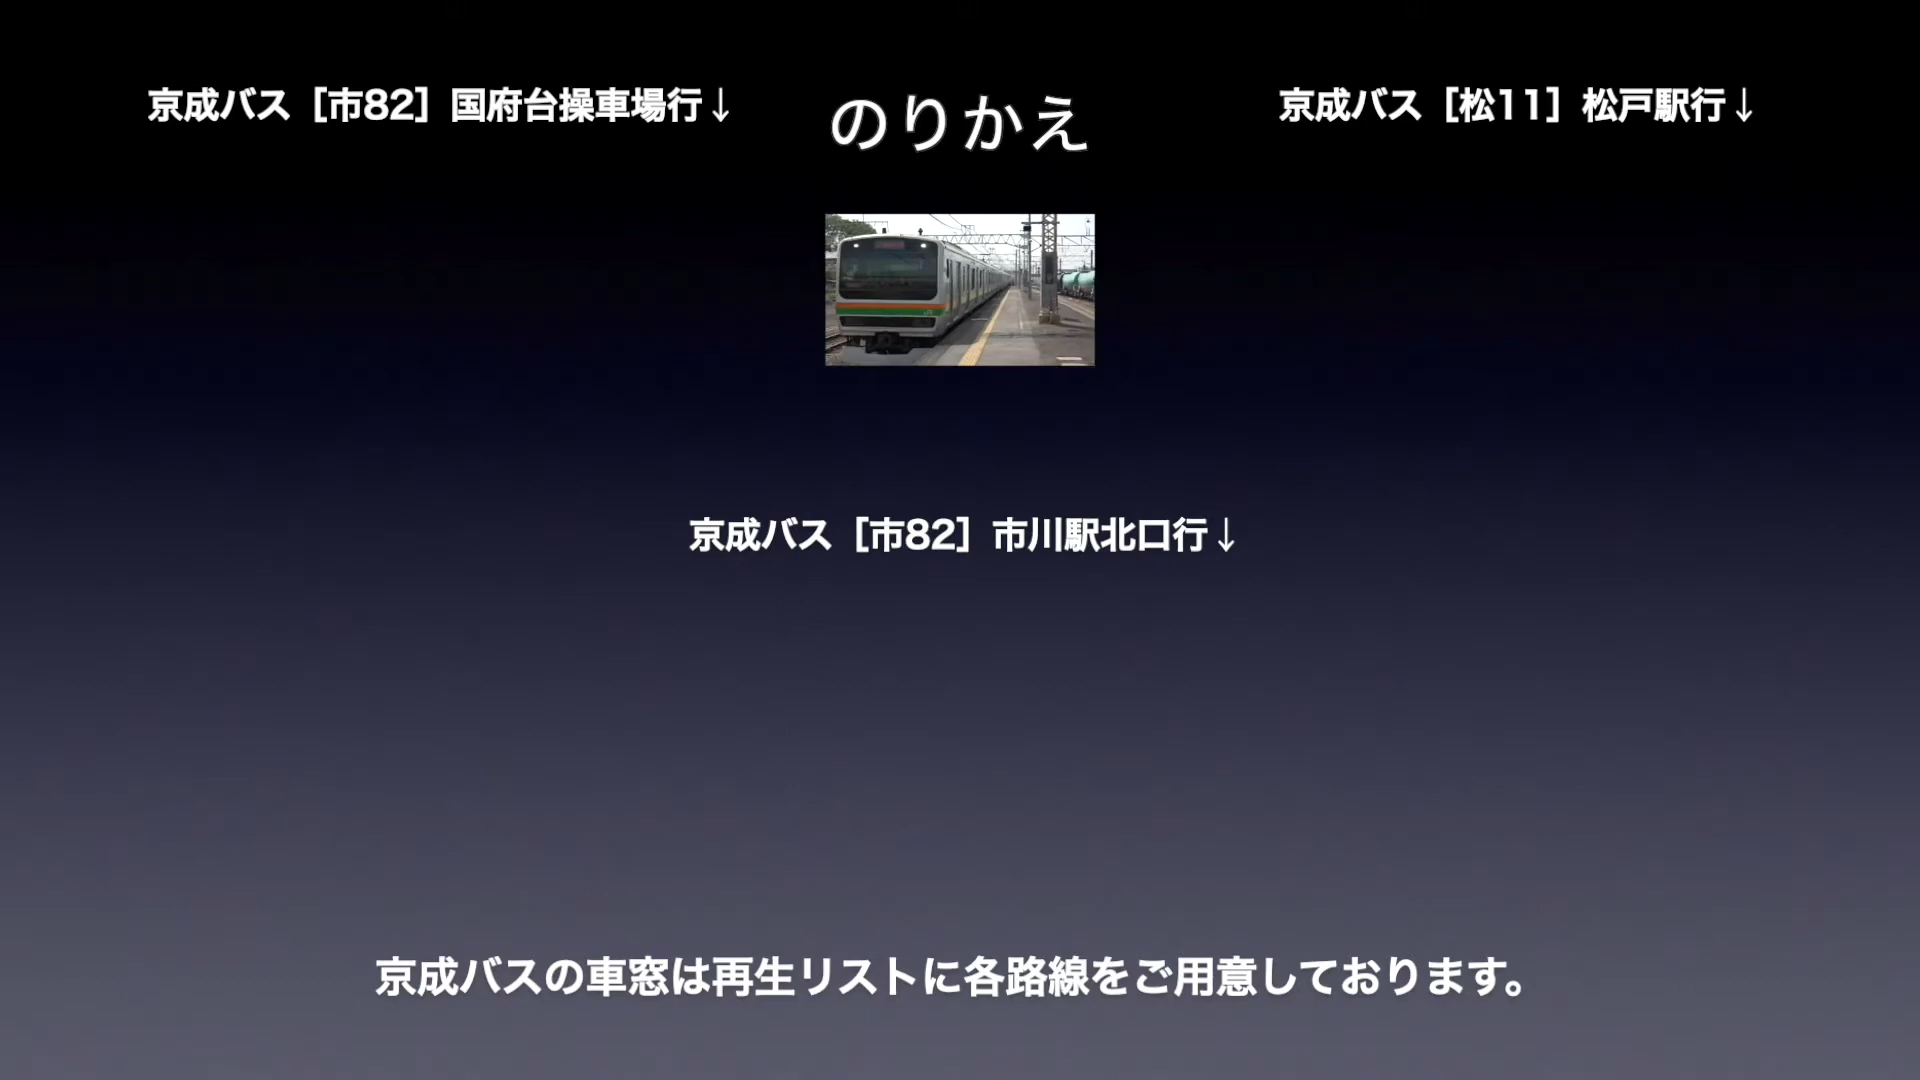 京成バス［市82］国府台操車場行↓
のりかえ
京成バス［松11］松戸駅行↓
京成バス［市82］市川駅北口行↓
京成バスの車窓は再生リストに各路線をご用意しております。